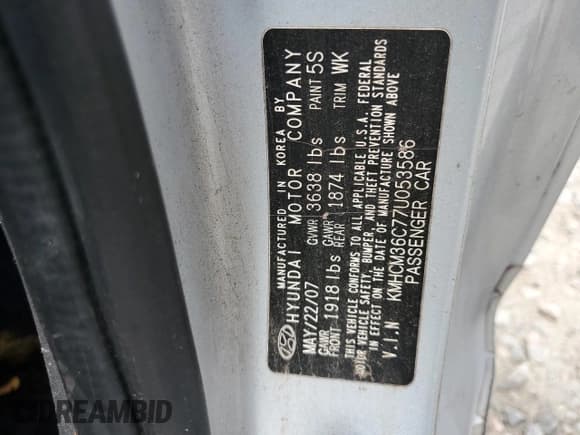 MANUFACTURED IN KOREA BY
HYUNDAI MOTOR COMPANY
MAY/22/07 GVWR 3638 lbs PAINT 5S
GAWR FRONT 1918 lbs GAWR REAR 1874 lbs TRIM WK
THIS VEHICLE CONFORMS TO ALL APPLICABLE U.S.A. FEDERAL
MOTOR VEHICLE SAFETY, BUMPER, AND THEFT PREVENTION STANDARDS
IN EFFECT ON THE DATE OF MANUFACTURE SHOWN ABOVE
V.I.N KMHCM36C77U053586
PASSENGER CAR
DREAMBID